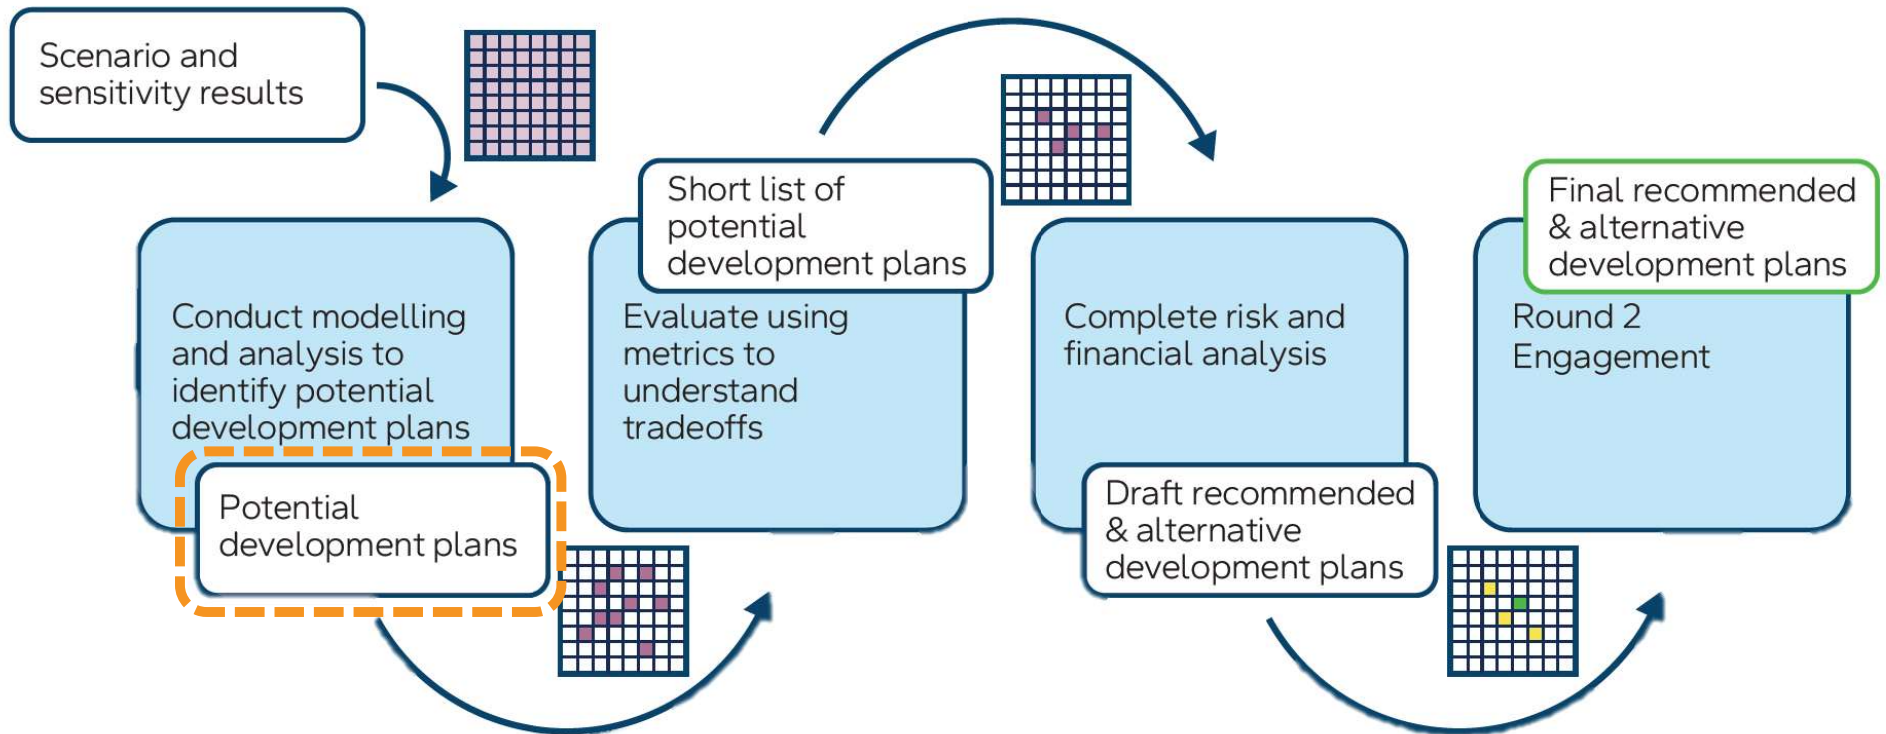 Scenario and
sensitivity results
Conduct modelling
and analysis to
identify potential
development plans
Potential
development plans
Short list of
potential
development plans
Evaluate using
metrics to
understand
tradeoffs
Complete risk and
financial analysis
Draft recommended
& alternative
development plans
Final recommended
& alternative
development plans
Round 2
Engagement